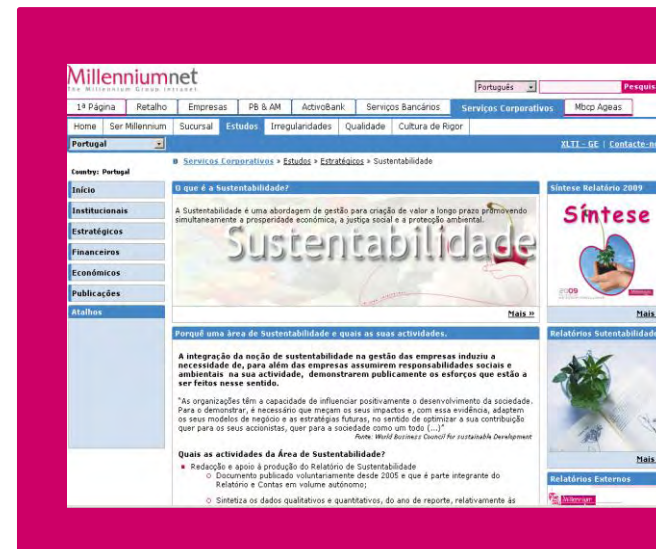 Millenniumnet
The Millennium Group Intranet
Português
Pesquis
1ª Página Retalho Empresas PB & AM ActivoBank Serviços Bancários Serviços Corporativos Mbcp Ageas
Home Ser Millennium Sucursal Estudos Irregularidades Qualidade Cultura de Rigor
Portugal
XLTI - GE | Contacte-no
Serviços Corporativos » Estudos » Estratégicos » Sustentabilidade
Country: Portugal
Início
Institucionais
Estratégicos
Financeiros
Económicos
Publicações
Atalhos
O que é a Sustentabilidade?
A Sustentabilidade é uma abordagem de gestão para criação de valor a longo prazo promovendo
simultaneamente a prosperidade económica, a justiça social e a protecção ambiental.
Sustentabilidade
Mais »
Porquê uma área de Sustentabilidade e quais as suas actividades.
A integração da noção de sustentabilidade na gestão das empresas induziu a
necessidade de, para além das empresas assumirem responsabilidades sociais e
ambientais na sua actividade, demonstrarem publicamente os esforços que estão a
ser feitos nesse sentido.
"As organizações têm a capacidade de influenciar positivamente o desenvolvimento da sociedade.
Para o demonstrar, é necessário que meçam os seus impactos e, com essa evidência, adaptem
os seus modelos de negócio e as estratégias futuras, no sentido de optimizar a sua contribuição
quer para os seus accionistas, quer para a sociedade como um todo (...)"
Fonte: World Business Council for sustainable Development
Quais as actividades da Área de Sustentabilidade?
Redacção e apoio à produção do Relatório de Sustentabilidade
Documento publicado voluntariamente desde 2005 e que é parte integrante do
Relatório e Contas em volume autónomo;
Sintetiza os dados qualitativos e quantitativos, do ano de reporte, relativamente às
Síntese Relatório 2009
Síntese
2009
Mais
Relatórios Sutentabilidade
Mais
Relatórios Externos
Millennium